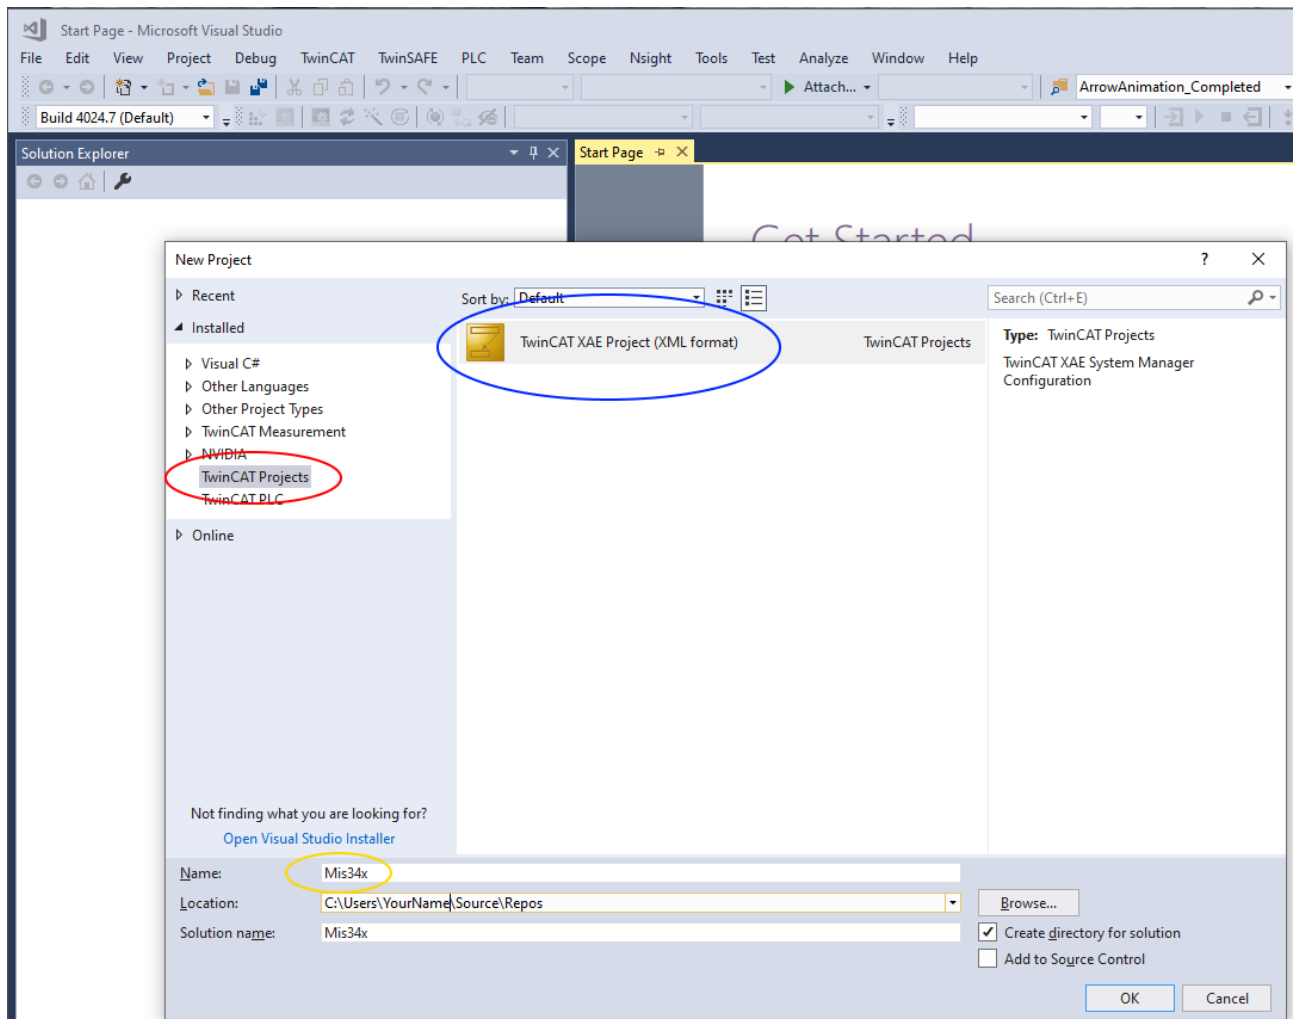 Start Page - Microsoft Visual Studio
File Edit View Project Debug TwinCAT TwinSAFE PLC Team Scope Nsight Tools Test Analyze Window Help
Attach... ArrowAnimation_Completed
Build 4024.7 (Default)
Solution Explorer
Start Page
Get Started
New Project ?
Recent
Sort by: Default
Search (Ctrl+E)
Installed
TwinCAT XAE Project (XML format) TwinCAT Projects
Type: TwinCAT Projects
TwinCAT XAE System Manager
Configuration
Visual C#
Other Languages
Other Project Types
TwinCAT Measurement
NVIDIA
TwinCAT Projects
TwinCAT PLC
Online
Not finding what you are looking for?
Open Visual Studio Installer
Name: Mis34x
Location: C:\Users\YourName\Source\Repos Browse...
Solution name: Mis34x
Create directory for solution
Add to Source Control
OK Cancel